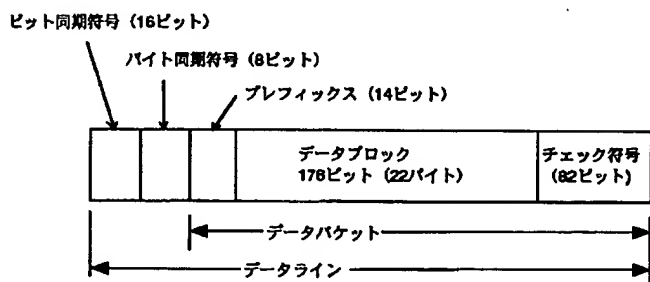 ビット同期符号 (16ビット)
バイト同期符号 (8ビット)
プレフィックス (14ビット)
データブロック
176ビット (22バイト)
チェック符号
(82ビット)
データパケット
データライン